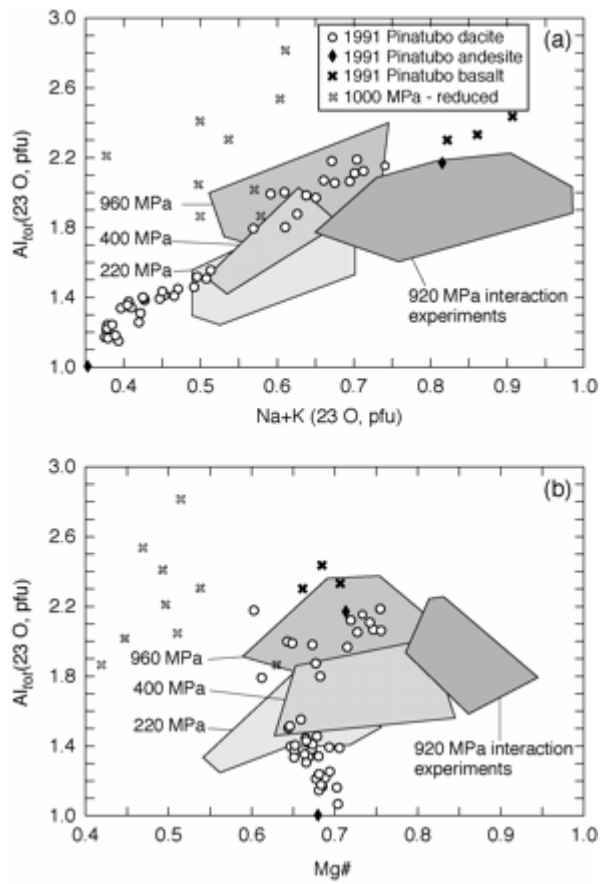 (a)
1991 Pinatubo dacite
1991 Pinatubo andesite
1991 Pinatubo basalt
1000 MPa - reduced
3.0
2.6
2.2
1.8
1.4
1.0
Al_tot(23 O, pfu)
960 MPa
400 MPa
220 MPa
920 MPa interaction
experiments
0.4
0.5
0.6
0.7
0.8
0.9
1.0
Na+K (23 O, pfu)
(b)
3.0
2.6
2.2
1.8
1.4
1.0
Al_tot(23 O, pfu)
960 MPa
400 MPa
220 MPa
920 MPa interaction
experiments
0.4
0.5
0.6
0.7
0.8
0.9
1.0
Mg#